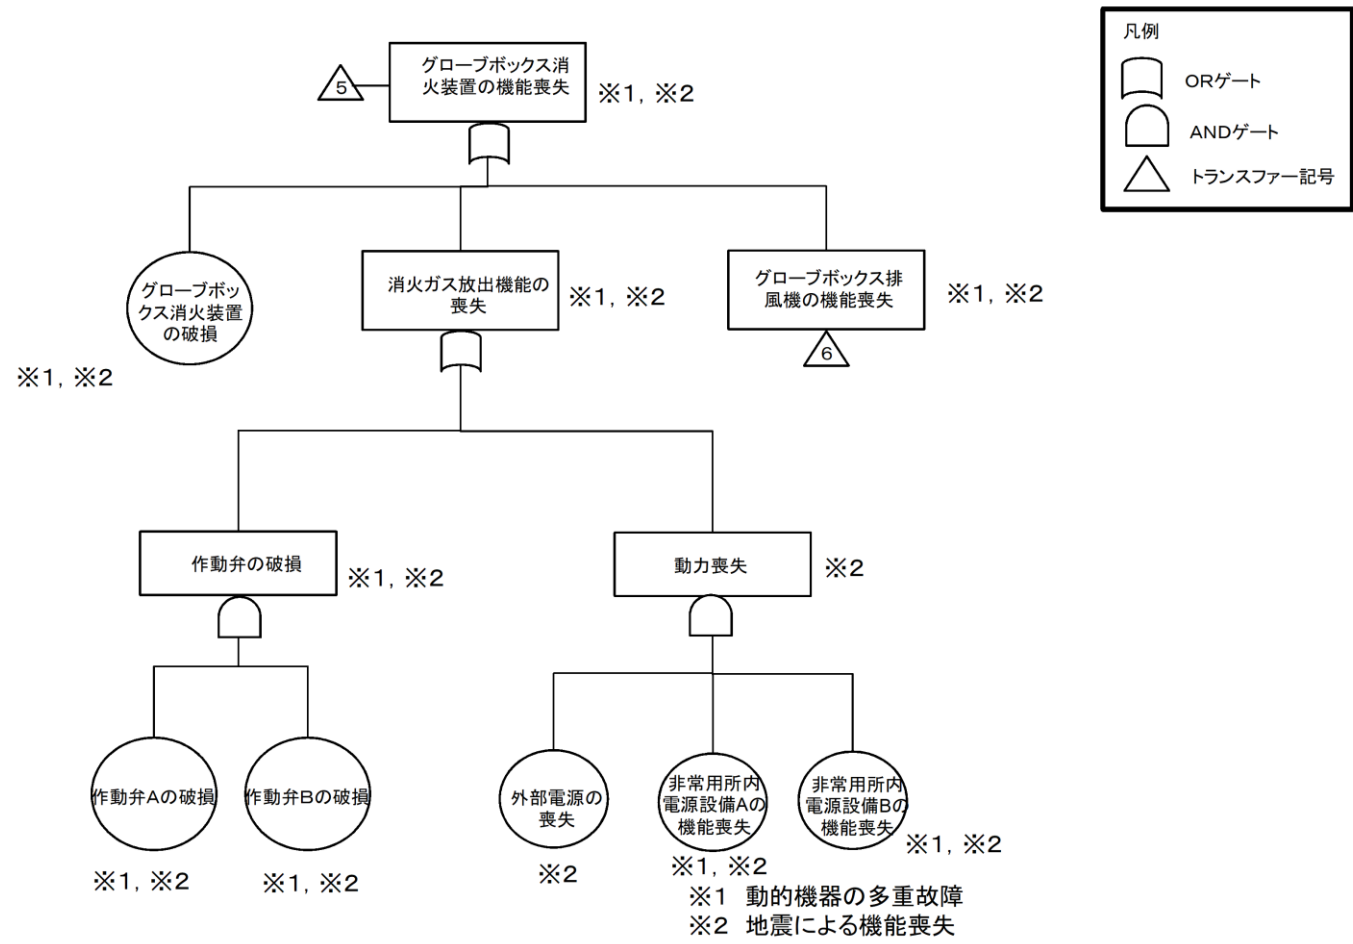 凡例
ORゲート
ANDゲート
トランスファー記号
5
グローブボックス消
火装置の機能喪失
※1, ※2
グローブボッ
クス消火装置
の破損
※1, ※2
消火ガス放出機能の
喪失
※1, ※2
グローブボックス排
風機の機能喪失
※1, ※2
6
作動弁の破損
※1, ※2
動力喪失
※2
作動弁Aの破損
※1, ※2
作動弁Bの破損
※1, ※2
外部電源の
喪失
※2
非常用所内
電源設備Aの
機能喪失
※1, ※2
非常用所内
電源設備Bの
機能喪失
※1, ※2
※1 動的機器の多重故障
※2 地震による機能喪失